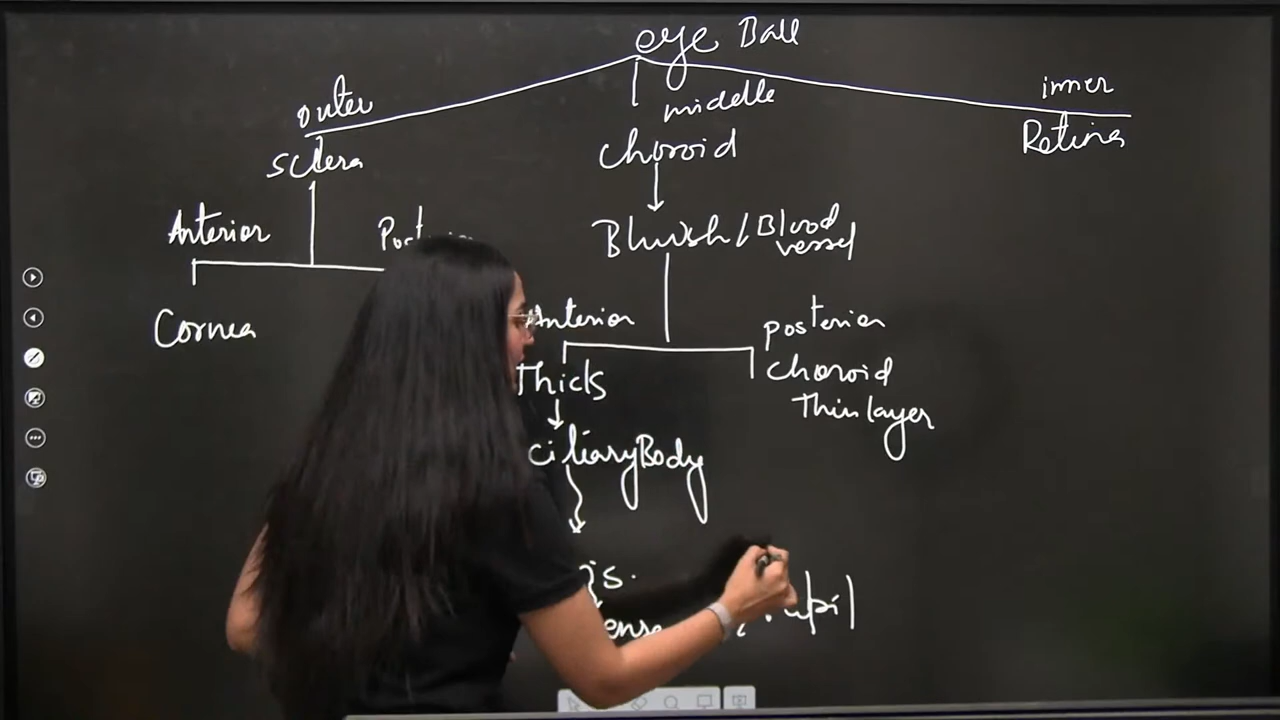 eye Ball
outer
middle
inner
Sclera
Choroid
Retina
Anterior
Bluish / Blood vessel
Cornea
Anterior
Posterior
Thick
Choroid
Thin layer
Ciliary Body